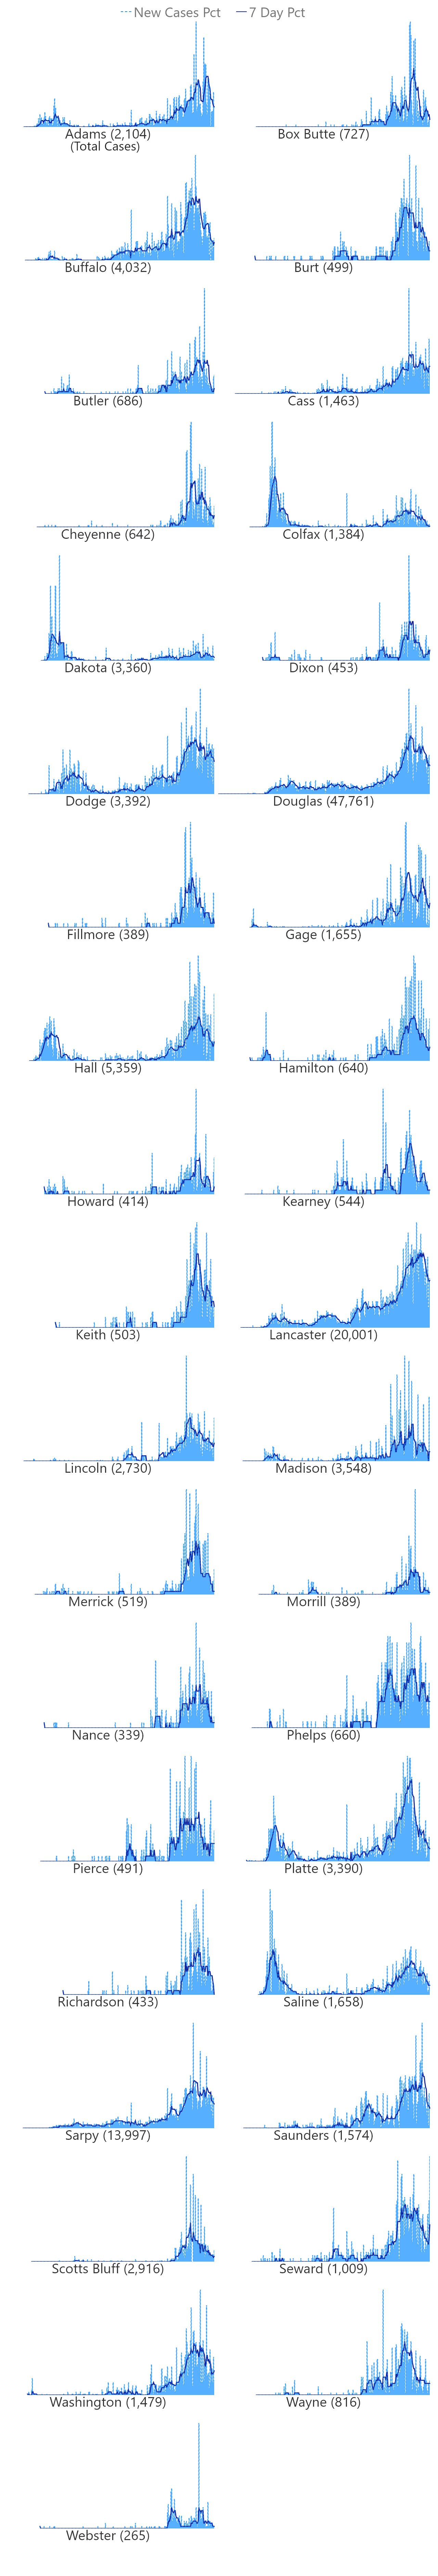 New Cases Pct 7 Day Pct
Adams (2,104) Box Butte (727)
(Total Cases)
Buffalo (4,032) Burt (499)
Butler (686) Cass (1,463)
Cheyenne (642) Colfax (1,384)
Dakota (3,360) Dixon (453)
Dodge (3,392) Douglas (47,761)
Fillmore (389) Gage (1,655)
Hall (5,359) Hamilton (640)
Howard (414) Kearney (544)
Keith (503) Lancaster (20,001)
Lincoln (2,730) Madison (3,548)
Merrick (519) Morrill (389)
Nance (339) Phelps (660)
Pierce (491) Platte (3,390)
Richardson (433) Saline (1,658)
Sarpy (13,997) Saunders (1,574)
Scotts Bluff (2,916) Seward (1,009)
Washington (1,479) Wayne (816)
Webster (265)